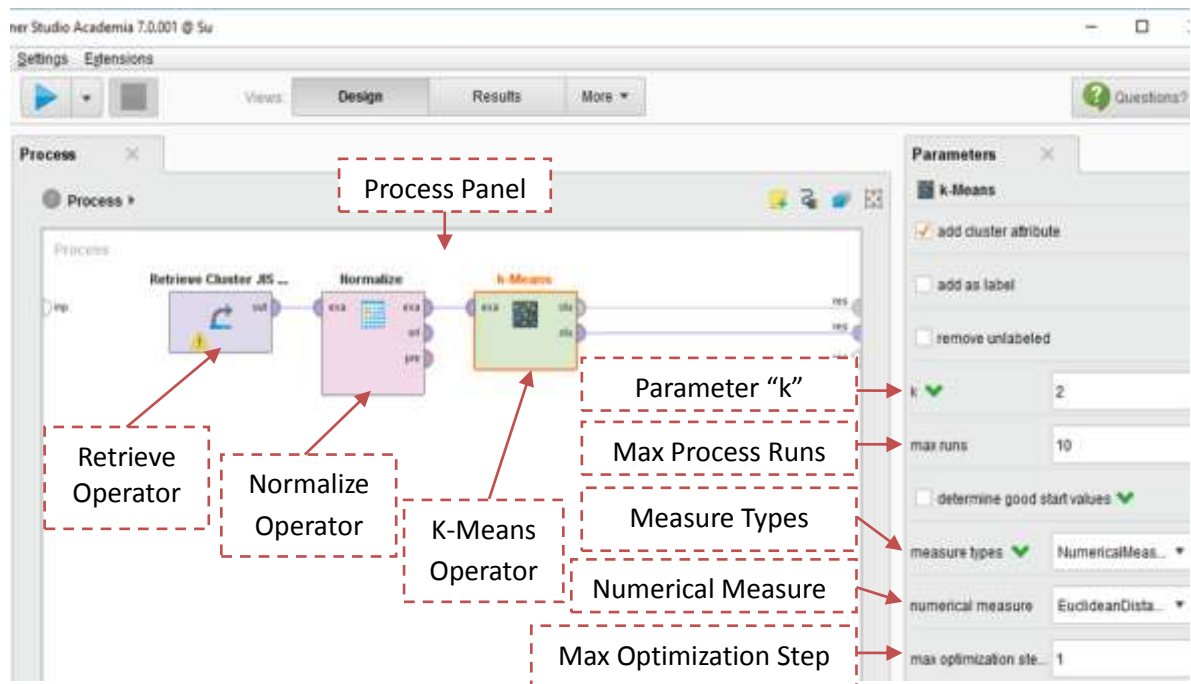 ner Studio Academia 7.0.001 @ Su
Settings Extensions
Views: Design Results More
Questions?
Process
Parameters
Process
Process Panel
k-Means
add cluster attribute
Process
Retrieve Cluster JIS ...
Normalize
k-Means
add as label
inp
out
exa
exa
ori
pre
exa
clu
clu
res
res
remove unlabeled
Parameter “k”
k
2
Retrieve
Operator
Normalize
Operator
K-Means
Operator
Max Process Runs
max runs
10
determine good start values
Measure Types
measure types
NumericalMeas...
Numerical Measure
numerical measure
EuclideanDista...
Max Optimization Step
max optimization ste...
1